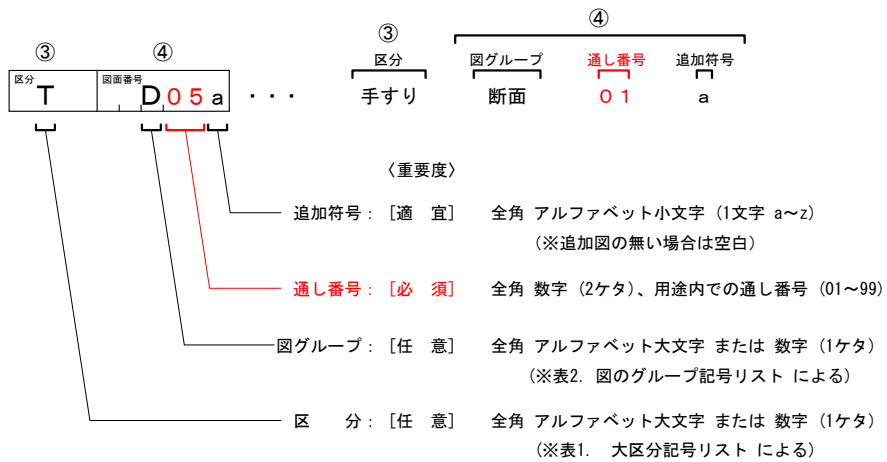 ④
③
③ ④
区分 図グループ 通し番号 追加符号
区分 T 図面番号 D05a ・・・ 手すり 断面 01 a
〈重要度〉
追加符号：［適　宜］ 全角 アルファベット小文字（1文字 a～z）
（※追加図の無い場合は空白）
通し番号：［必　須］ 全角 数字（2ケタ）、用途内での通し番号（01～99）
図グループ：［任　意］ 全角 アルファベット大文字 または 数字（1ケタ）
（※表2. 図のグループ記号リスト による）
区　　分：［任　意］ 全角 アルファベット大文字 または 数字（1ケタ）
（※表1.　大区分記号リスト による）